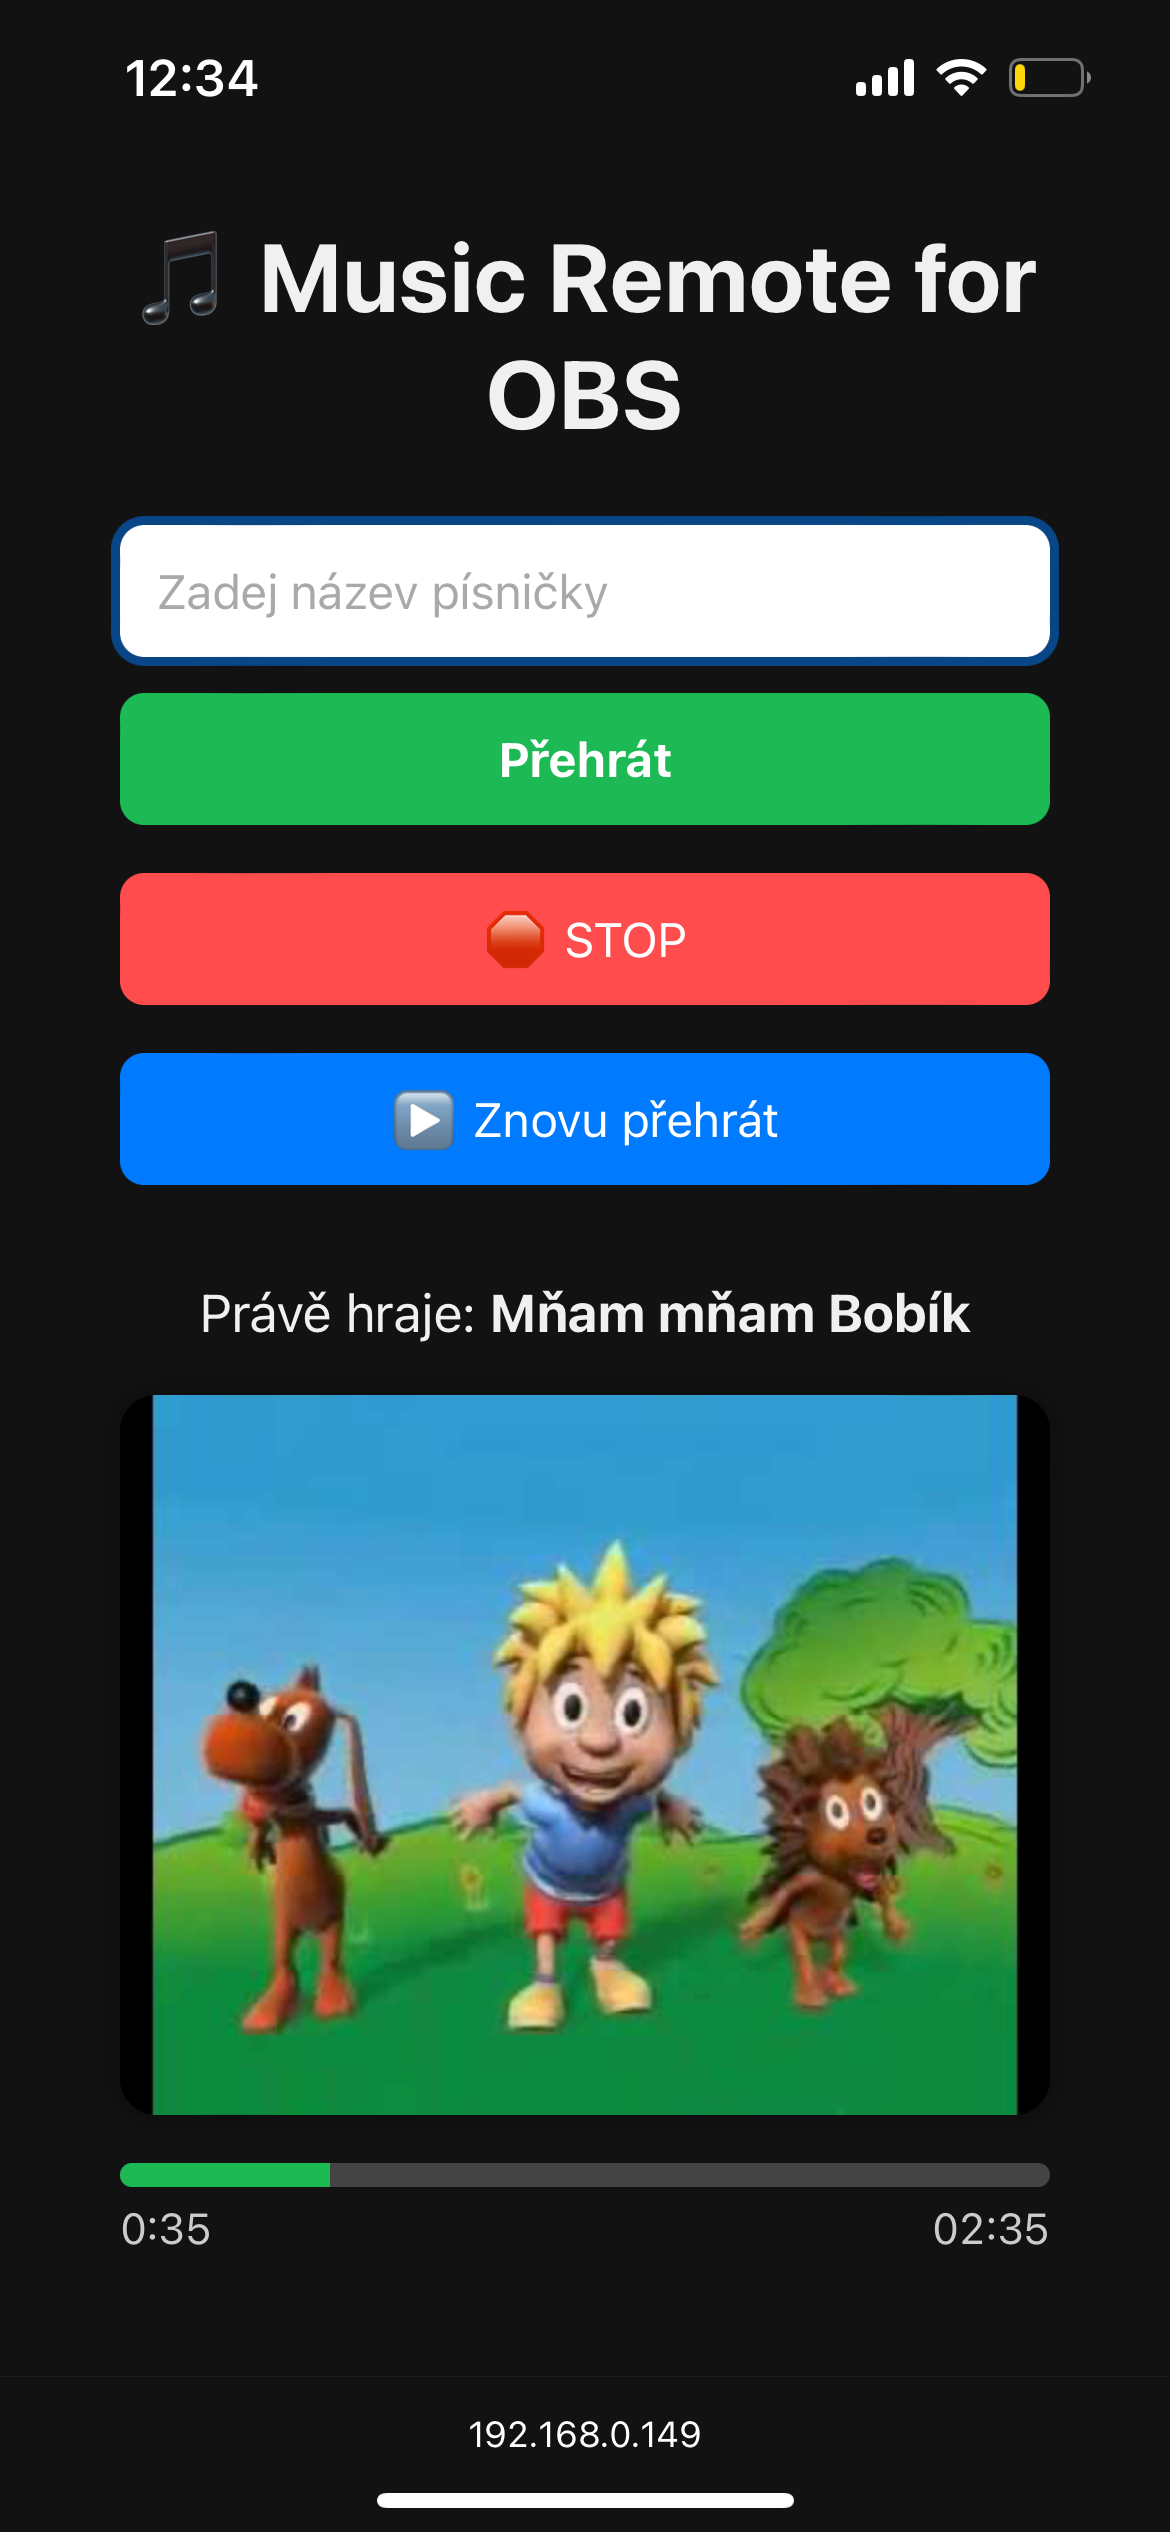 12:34
🎵 Music Remote for
OBS
Zadej název písničky
Přehrát
🛑 STOP
▶️ Znovu přehrát
Právě hraje: Mňam mňam Bobík
0:35 02:35
192.168.0.149